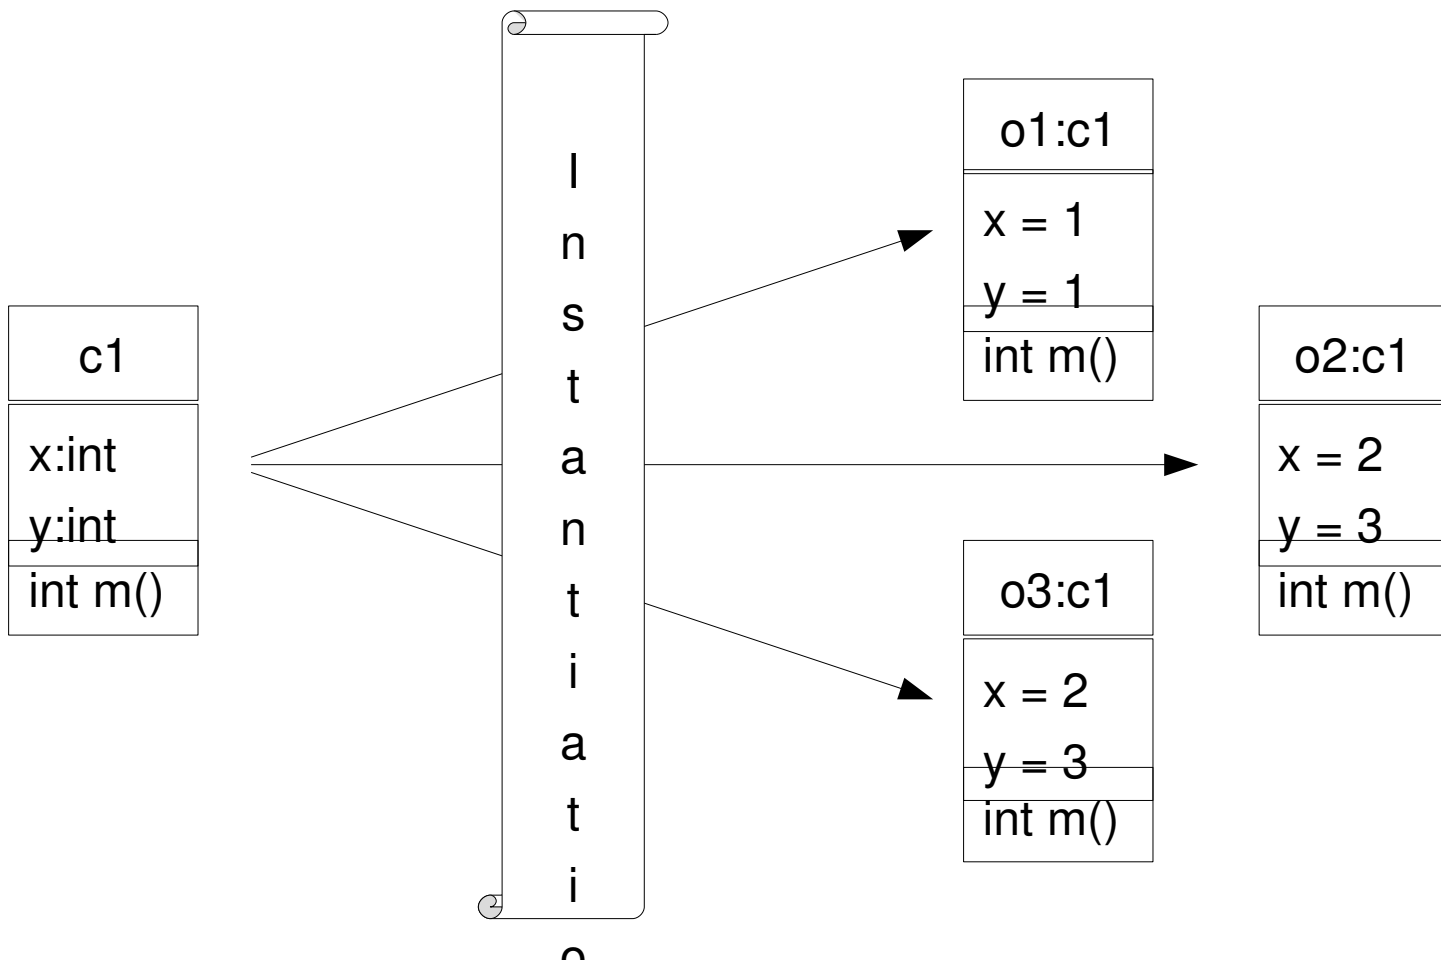 c1
x:int
y:int
int m()
I
n
s
t
a
n
t
i
a
t
i
o
o1:c1
x = 1
y = 1
int m()
o2:c1
x = 2
y = 3
int m()
o3:c1
x = 2
y = 3
int m()